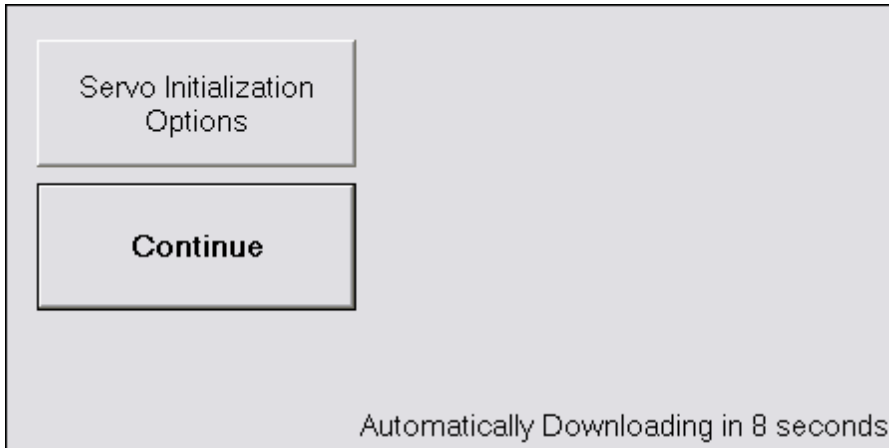 Servo Initialization
Options
Continue
Automatically Downloading in 8 seconds